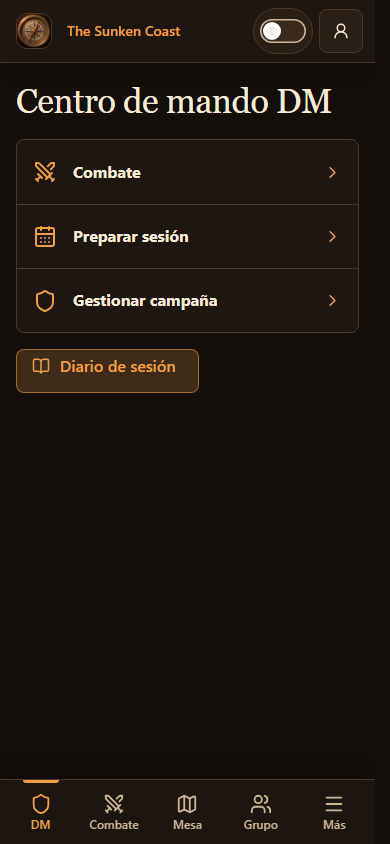 The Sunken Coast
Centro de mando DM
Combate
Preparar sesión
Gestionar campaña
Diario de sesión
DM
Combate
Mesa
Grupo
Más